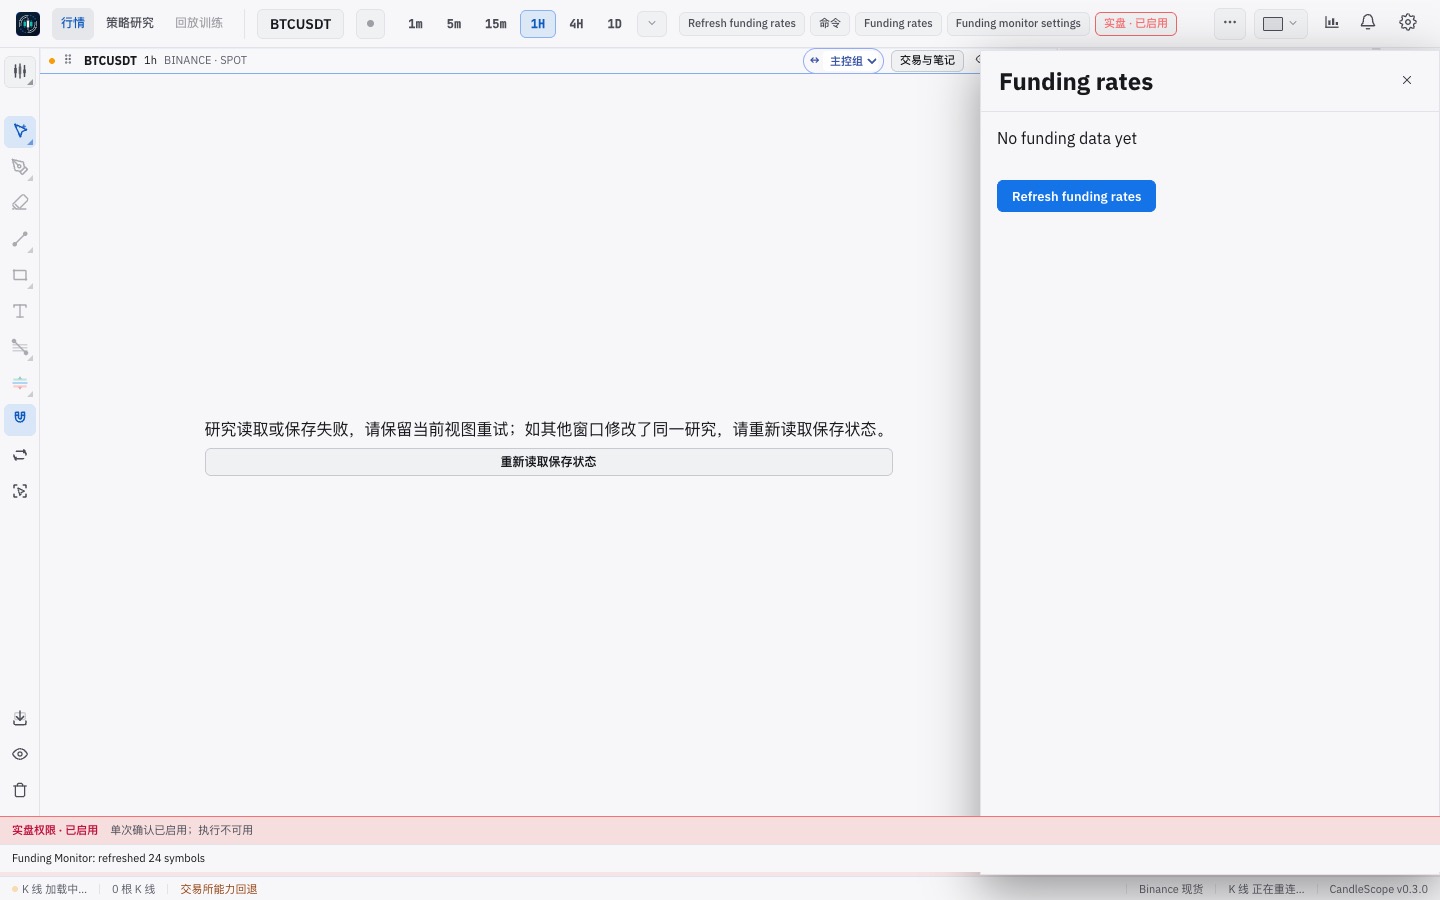 行情 策略研究 回放训练 BTCUSDT 1m 5m 15m 1H 4H 1D Refresh funding rates 命令 Funding rates Funding monitor settings 实盘 · 已启用
BTCUSDT 1h BINANCE · SPOT 主控组 交易与笔记
Funding rates
No funding data yet
Refresh funding rates
研究读取或保存失败，请保留当前视图重试；如其他窗口修改了同一研究，请重新读取保存状态。
重新读取保存状态
实盘权限 · 已启用 单次确认已启用；执行不可用
Funding Monitor: refreshed 24 symbols
K 线 加载中... 0 根 K 线 交易所能力回退 Binance 现货 K 线 正在重连... CandleScope v0.3.0